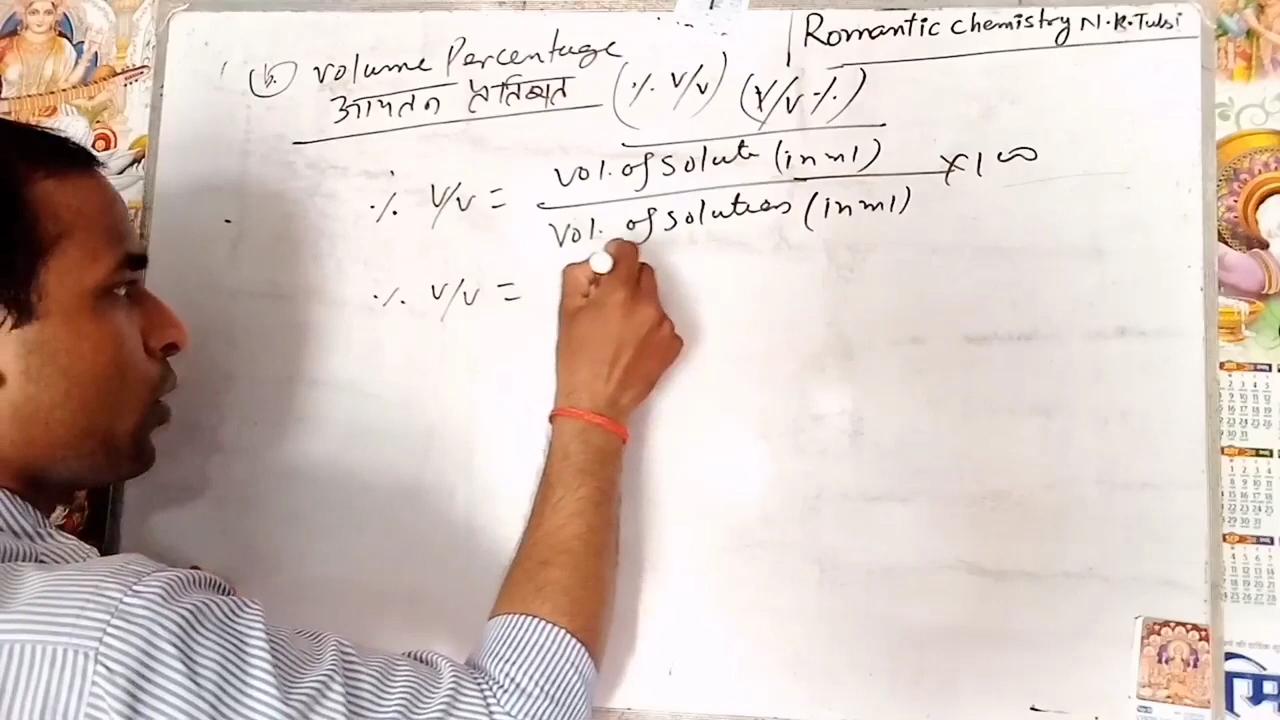 Romantic chemistry N.K.Tulsi
(b.) Volume Percentage
आयतन प्रतिशत (% v/v) (v/v %)
% v/v = Vol. of solute (in ml) / Vol. of solution (in ml) × 100
% v/v =